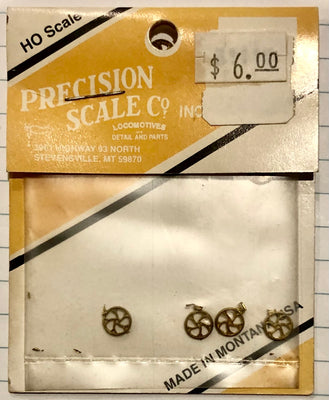 HO Scale
$ 6.00
PRECISION
SCALE Co. INC
LOCOMOTIVES
DETAIL AND PARTS
3961 HIGHWAY 93 NORTH
STEVENSVILLE, MT 59870
MADE IN MONTANA USA